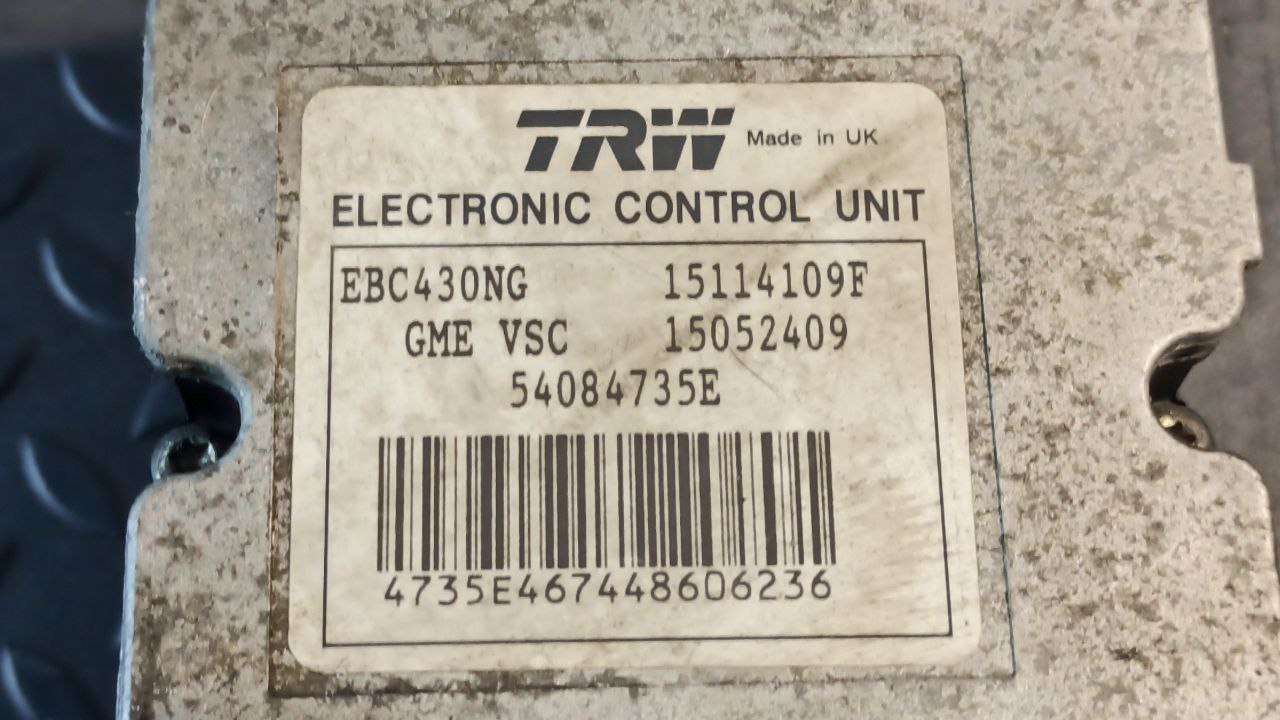 TRW Made in UK
ELECTRONIC CONTROL UNIT
EBC430NG 15114109F
GME VSC 15052409
54084735E
4735E467448606236